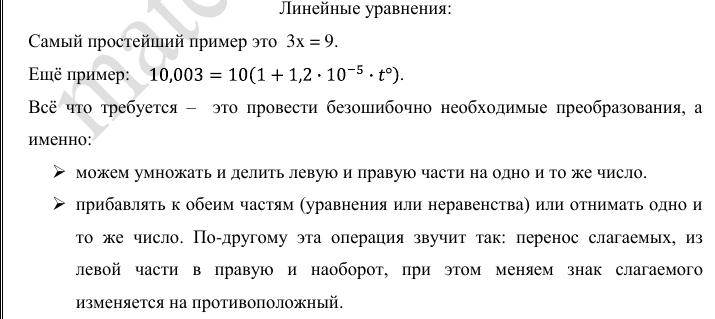 Линейные уравнения:
Самый простейший пример это 3x = 9.
Ещё пример: 10,003 = 10(1 + 1,2 · 10⁻⁵ · t°).
Всё что требуется – это провести безошибочно необходимые преобразования, а
именно:
➢ можем умножать и делить левую и правую части на одно и то же число.
➢ прибавлять к обеим частям (уравнения или неравенства) или отнимать одно и
то же число. По-другому эта операция звучит так: перенос слагаемых, из
левой части в правую и наоборот, при этом меняем знак слагаемого
изменяется на противоположный.